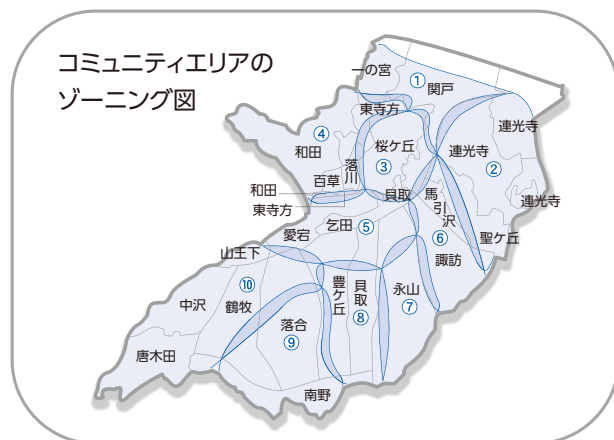 コミュニティエリアの
ゾーニング図
一の宮
①
関戸
東寺方
連光寺
④
和田
桜ケ丘
③
連光寺
②
落川
百草
和田
東寺方
貝取
馬引沢
連光寺
聖ケ丘
乞田
⑤
愛宕
⑥
諏訪
山王下
⑩
鶴牧
中沢
豊ケ丘
貝取
⑧
永山
⑦
落合
⑨
唐木田
南野